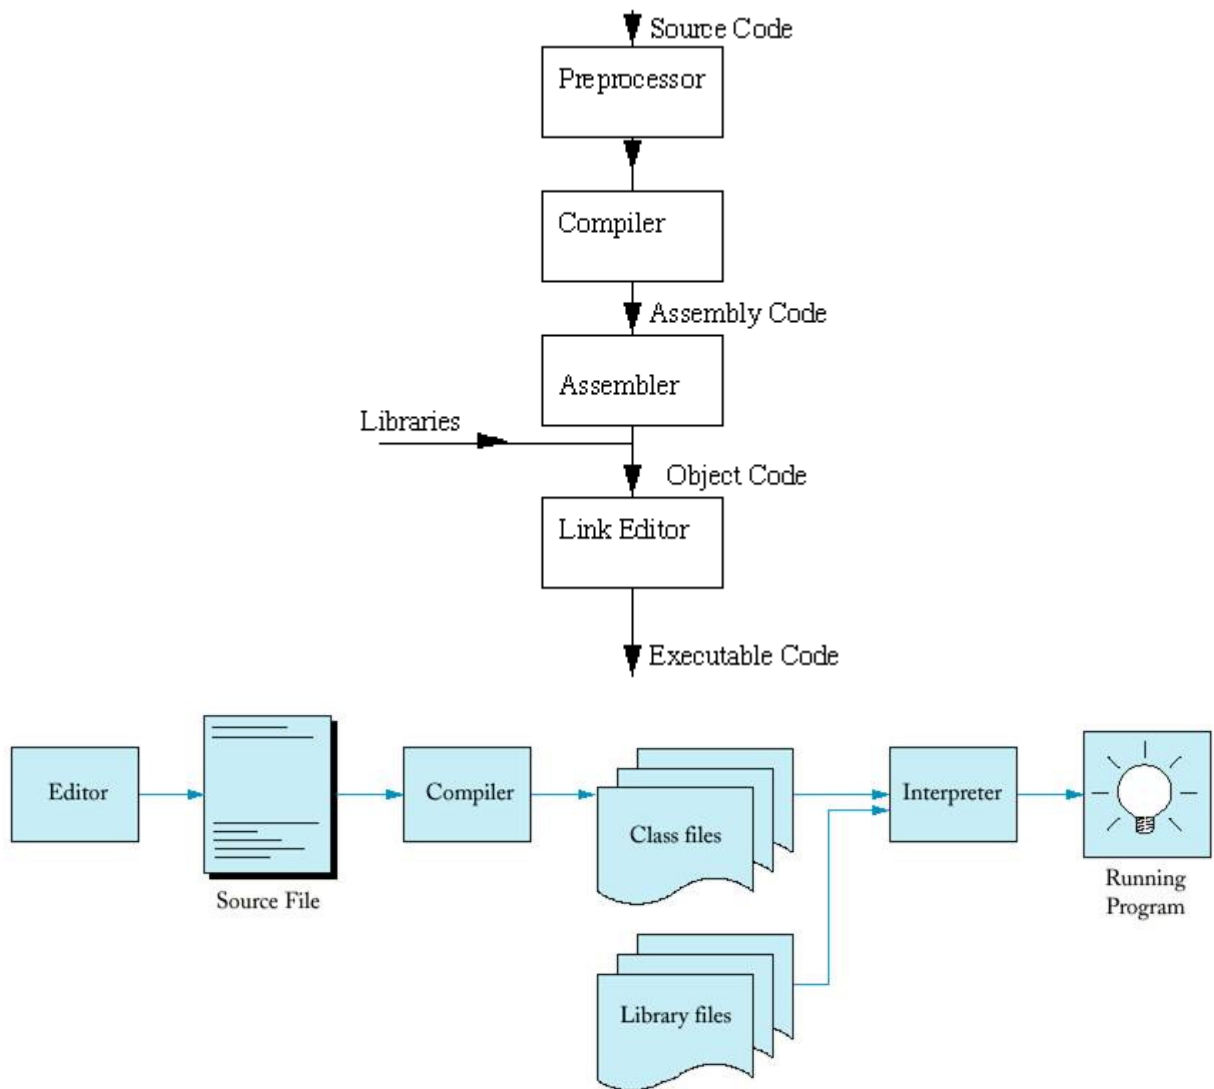 Source Code
Preprocessor
Compiler
Assembly Code
Assembler
Libraries
Object Code
Link Editor
Executable Code
Editor
Source File
Compiler
Class files
Library files
Interpreter
Running
Program